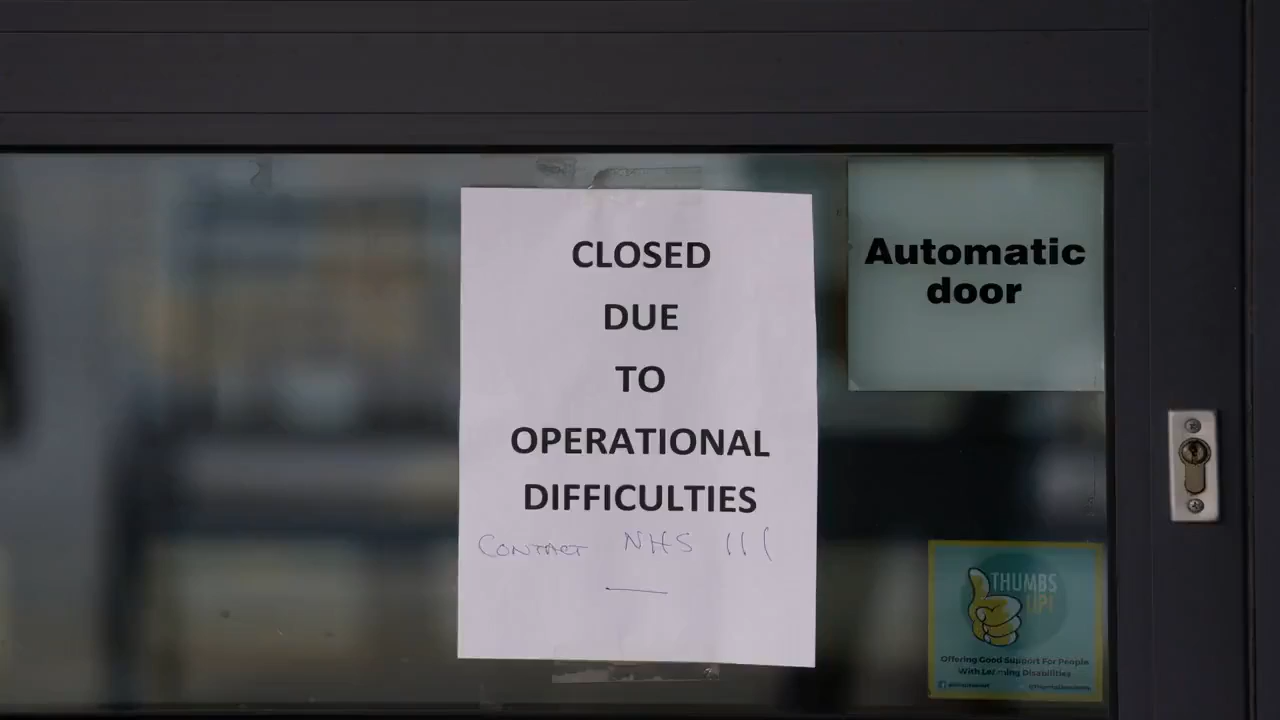 CLOSED
DUE
TO
OPERATIONAL
DIFFICULTIES
CONTACT NHS 111
Automatic
door
THUMBS
UP!
Offering Good Support For People
With Learning Disabilities